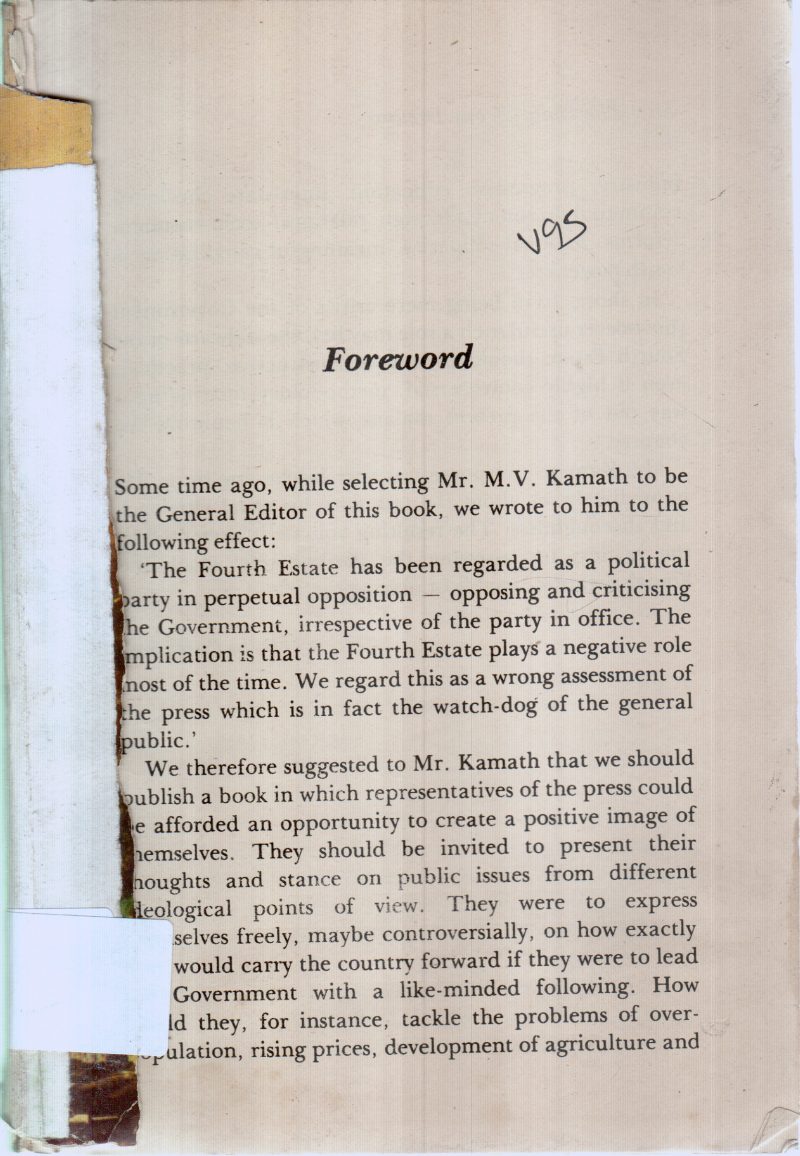 v95
Foreword
Some time ago, while selecting Mr. M.V. Kamath to be
the General Editor of this book, we wrote to him to the
following effect:
‘The Fourth Estate has been regarded as a political
party in perpetual opposition — opposing and criticising
the Government, irrespective of the party in office. The
implication is that the Fourth Estate plays a negative role
most of the time. We regard this as a wrong assessment of
the press which is in fact the watch-dog of the general
public.’
We therefore suggested to Mr. Kamath that we should
publish a book in which representatives of the press could
be afforded an opportunity to create a positive image of
hemselves. They should be invited to present their
houghts and stance on public issues from different
deological points of view. They were to express
selves freely, maybe controversially, on how exactly
would carry the country forward if they were to lead
Government with a like-minded following. How
ld they, for instance, tackle the problems of over-
opulation, rising prices, development of agriculture and